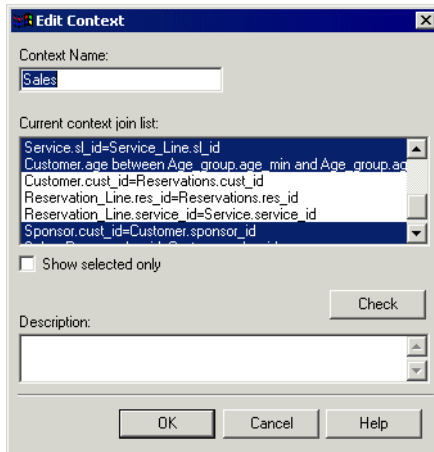 Edit Context
Context Name:
Sales
Current context join list:
Service.sl_id=Service_Line.sl_id
Customer.age between Age_group.age_min and Age_group.ag
Customer.cust_id=Reservations.cust_id
Reservation_Line.res_id=Reservations.res_id
Reservation_Line.service_id=Service.service_id
Sponsor.cust_id=Customer.sponsor_id
Show selected only
Check
Description:
OK Cancel Help